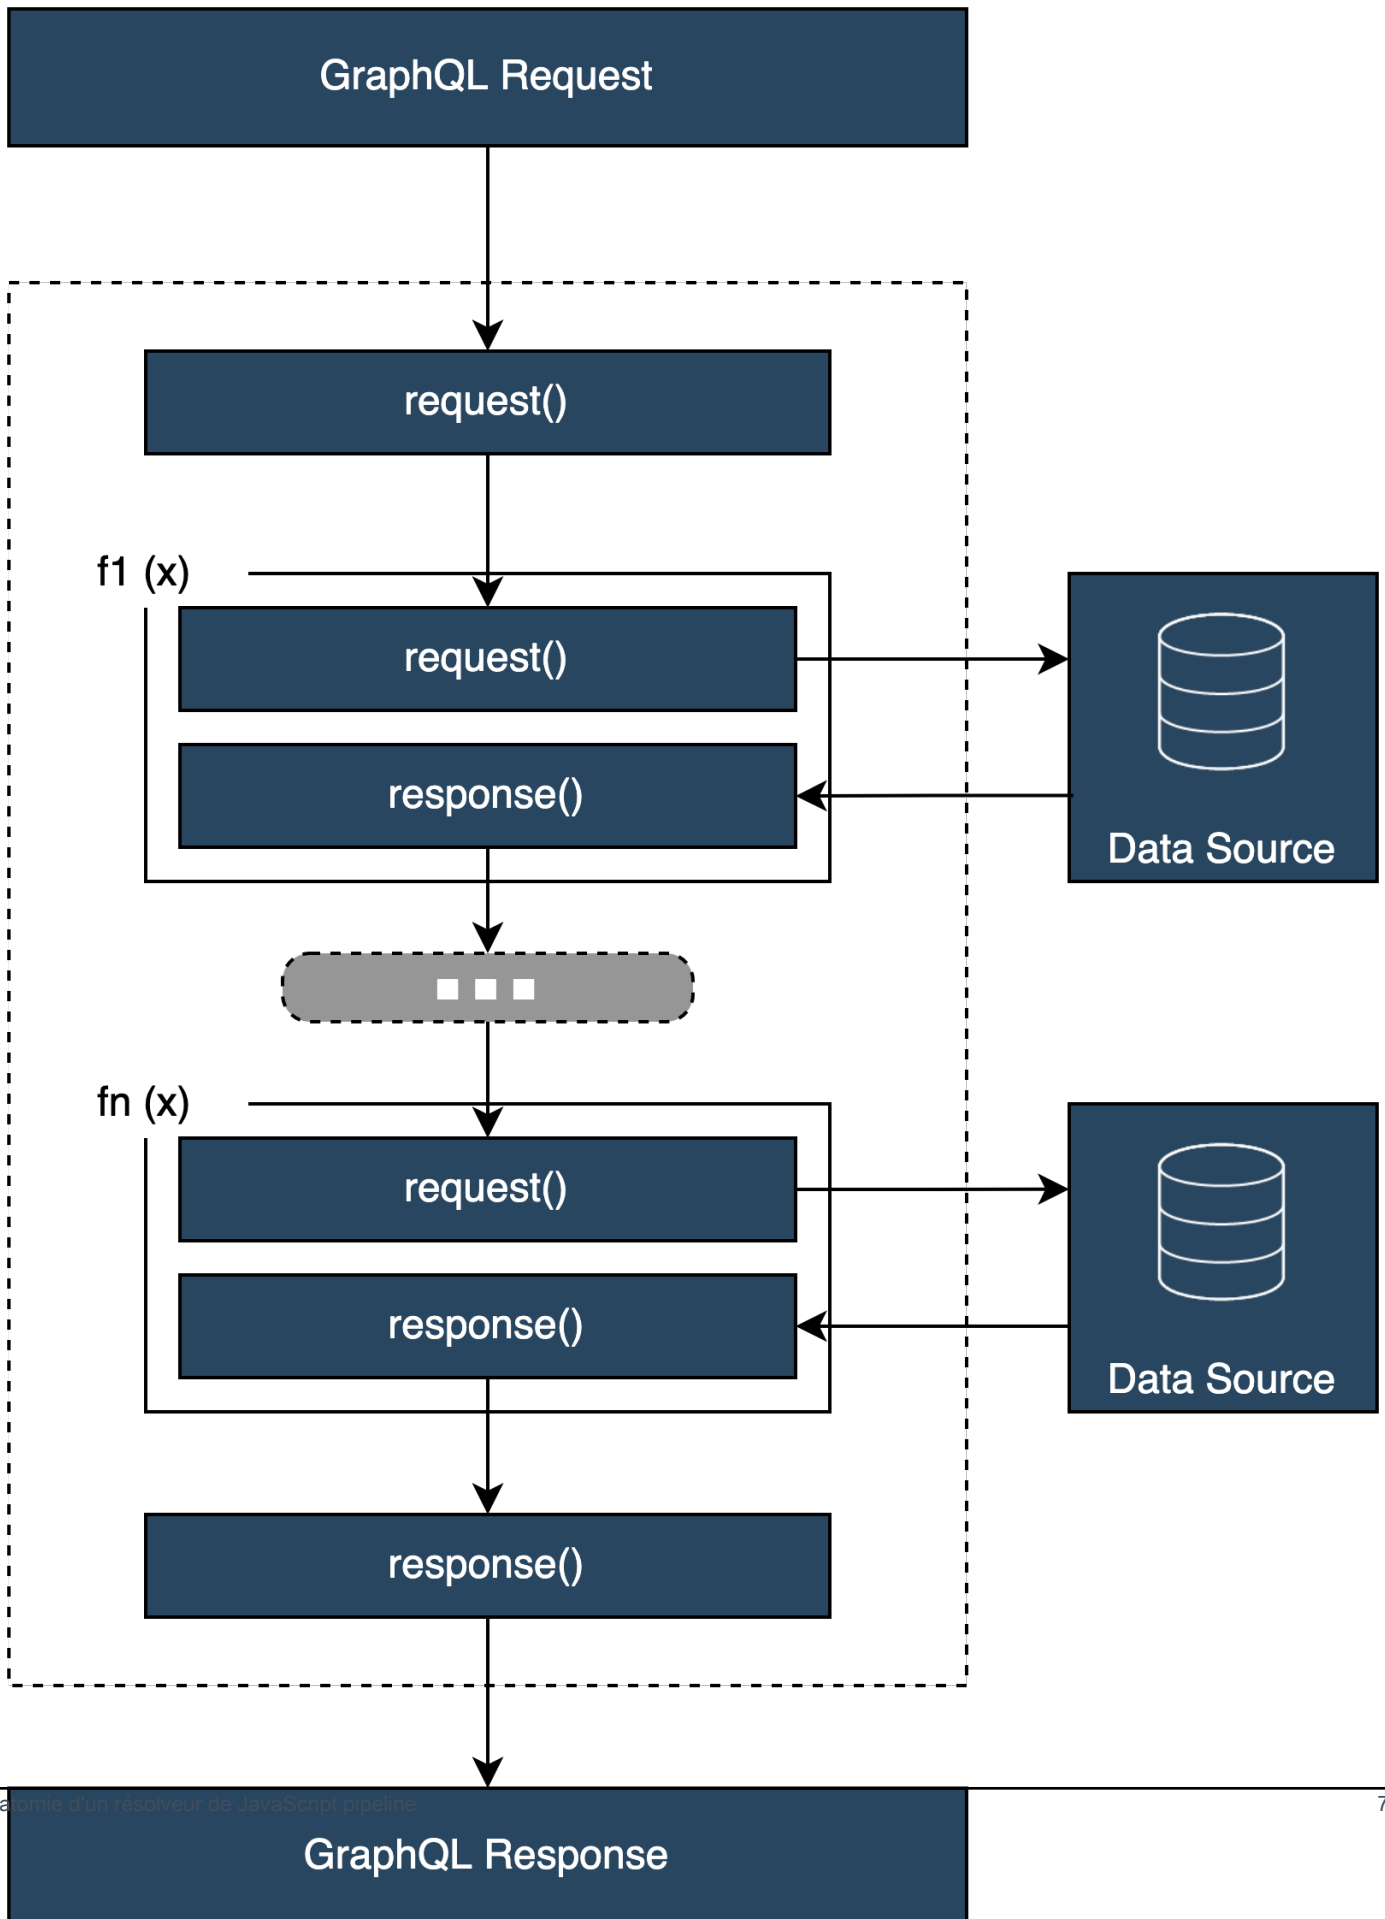 GraphQL Request
request()
f1 (x)
request()
response()
Data Source
fn (x)
request()
response()
Data Source
response()
d'un résolveur de JavaScript pipeline
7
GraphQL Response